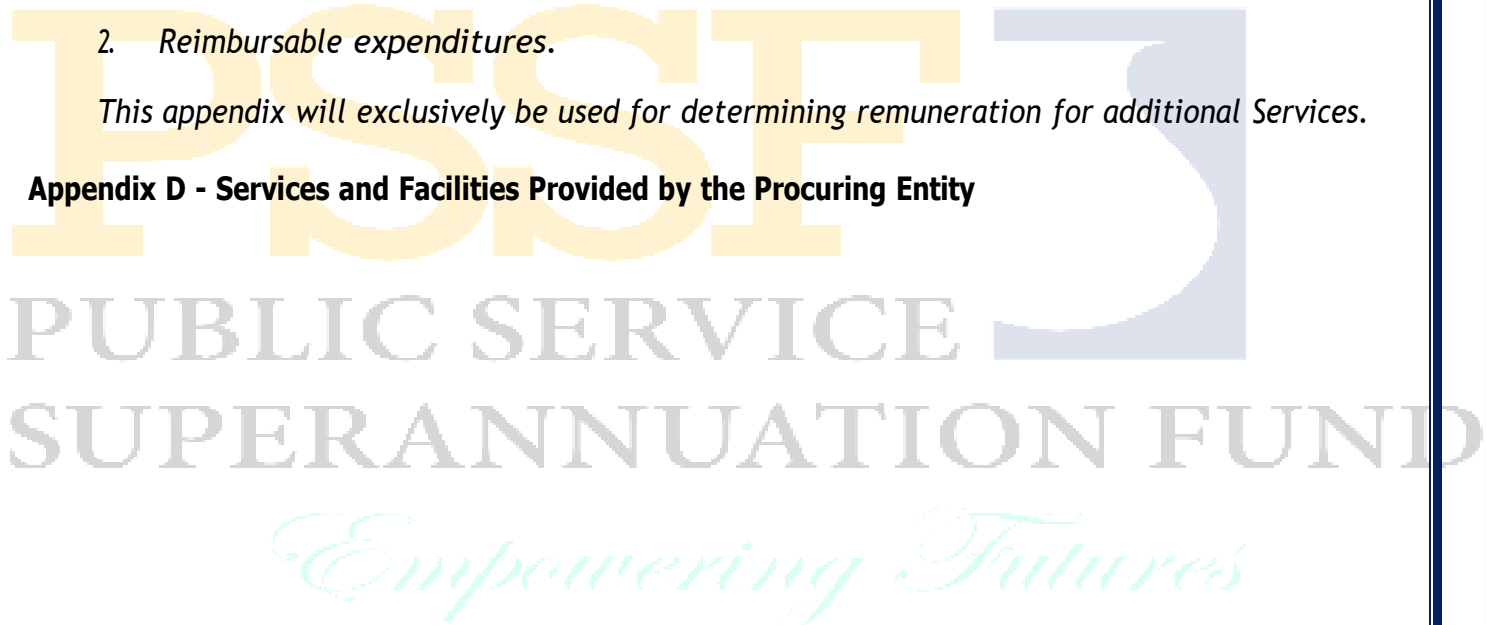 2. Reimbursable expenditures.
This appendix will exclusively be used for determining remuneration for additional Services.
Appendix D - Services and Facilities Provided by the Procuring Entity
PSSF
PUBLIC SERVICE
SUPERANNUATION FUND
Empowering Futures